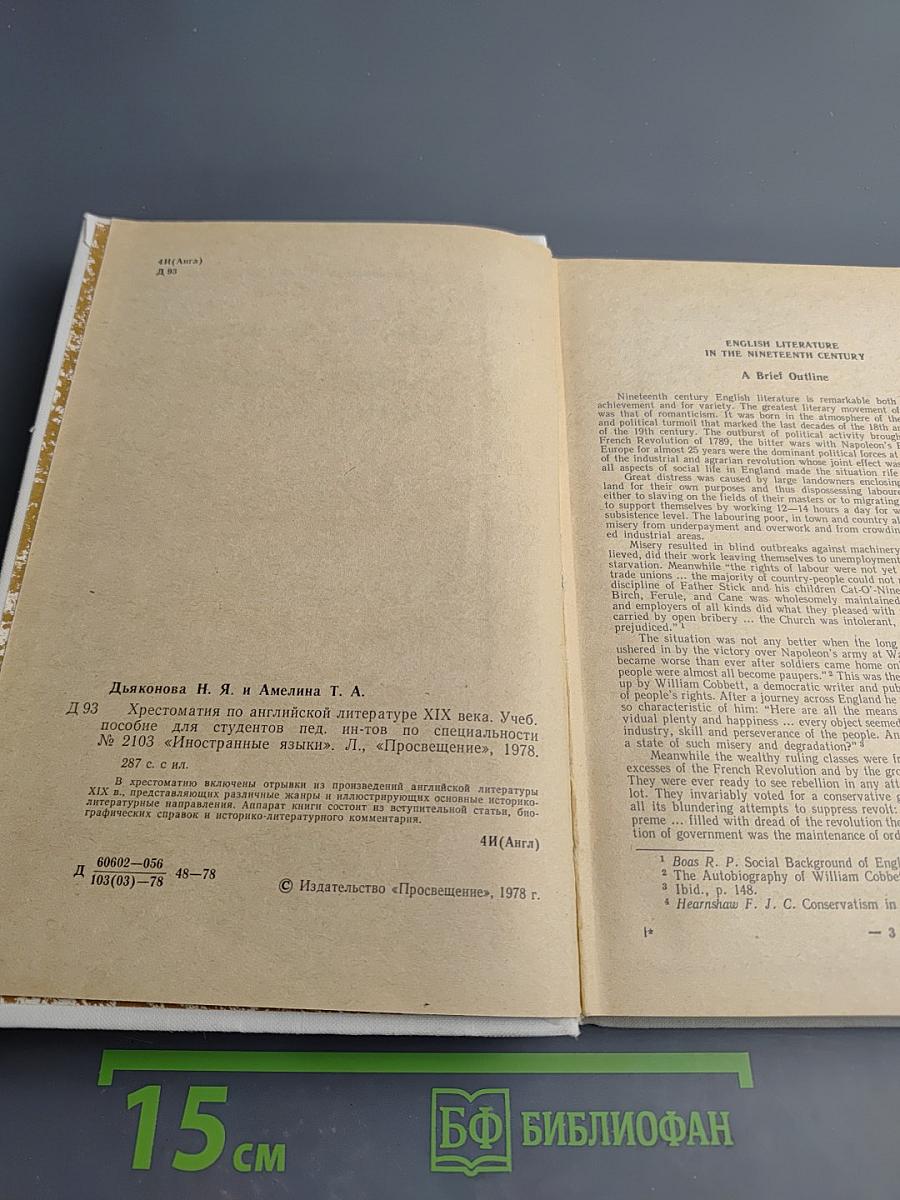 4И(Англ)
Д 93
Дьяконова Н. Я. и Амелина Т. А.
Д 93 Хрестоматия по английской литературе XIX века. Учеб.
пособие для студентов пед. ин-тов по специальности
№ 2103 «Иностранные языки». Л., «Просвещение», 1978.
287 с. с ил.
В хрестоматию включены отрывки из произведений английской литературы
XIX в., представляющих различные жанры и иллюстрирующих основные историко-
литературные направления. Аппарат книги состоит из вступительной статьи, био-
графических справок и историко-литературного комментария.
4И(Англ)
Д 60602—056
103(03)—78 48—78
© Издательство «Просвещение», 1978 г.
ENGLISH LITERATURE
IN THE NINETEENTH CENTURY
A Brief Outline
Nineteenth century English literature is remarkable both
achievement and for variety. The greatest literary movement of
was that of romanticism. It was born in the atmosphere of the
and political turmoil that marked the last decades of the 18th
of the 19th century. The outburst of political activity
French Revolution of 1789, the bitter wars with Napoleon's
Europe for almost 25 years were the dominant political forces at
of the industrial and agrarian revolution whose joint effect was
all aspects of social life in England made the situation rife
Great distress was caused by large landowners enclosing
land for their own purposes and thus dispossessing
either to slaving on the fields of their masters or to migrating
to support themselves by working 12—14 hours a day for
subsistence level. The labouring poor, in town and country
misery from underpayment and overwork and from
ed industrial areas.
Misery resulted in blind outbreaks against machinery
lieved, did their work leaving themselves to unemployment
starvation. Meanwhile “the rights of labour were not yet
trade unions ... the majority of country-people could not
discipline of Father Stick and his children Cat-O'-Nine
Birch, Ferule, and Cane was wholesomely maintained
and employers of all kinds did what they pleased with
carried by open bribery ... the Church was intolerant,
prejudiced.” 1
The situation was not any better when the long
ushered in by the victory over Napoleon's army at
became worse than ever after soldiers came home
people were almost all become paupers.” 2 This was the
up by William Cobbett, a democratic writer and
of people's rights. After a journey across England he
so characteristic of him: “Here are all the means
vidual plenty and happiness ... every object seemed
industry, skill and perseverance of the people.
a state of such misery and degradation?” 3
Meanwhile the wealthy ruling classes were
excesses of the French Revolution and by the
They were ever ready to see rebellion in any
lot. They invariably voted for a conservative
all its blundering attempts to suppress revolt:
preme ... filled with dread of the revolution
tion of government was the maintenance of
1 Boas R. P. Social Background of
2 The Autobiography of William
3 Ibid., p. 148.
4 Hearnshaw F. J. C. Conservatism in
1*
— 3
15 см
БФ БИБЛИОФАН